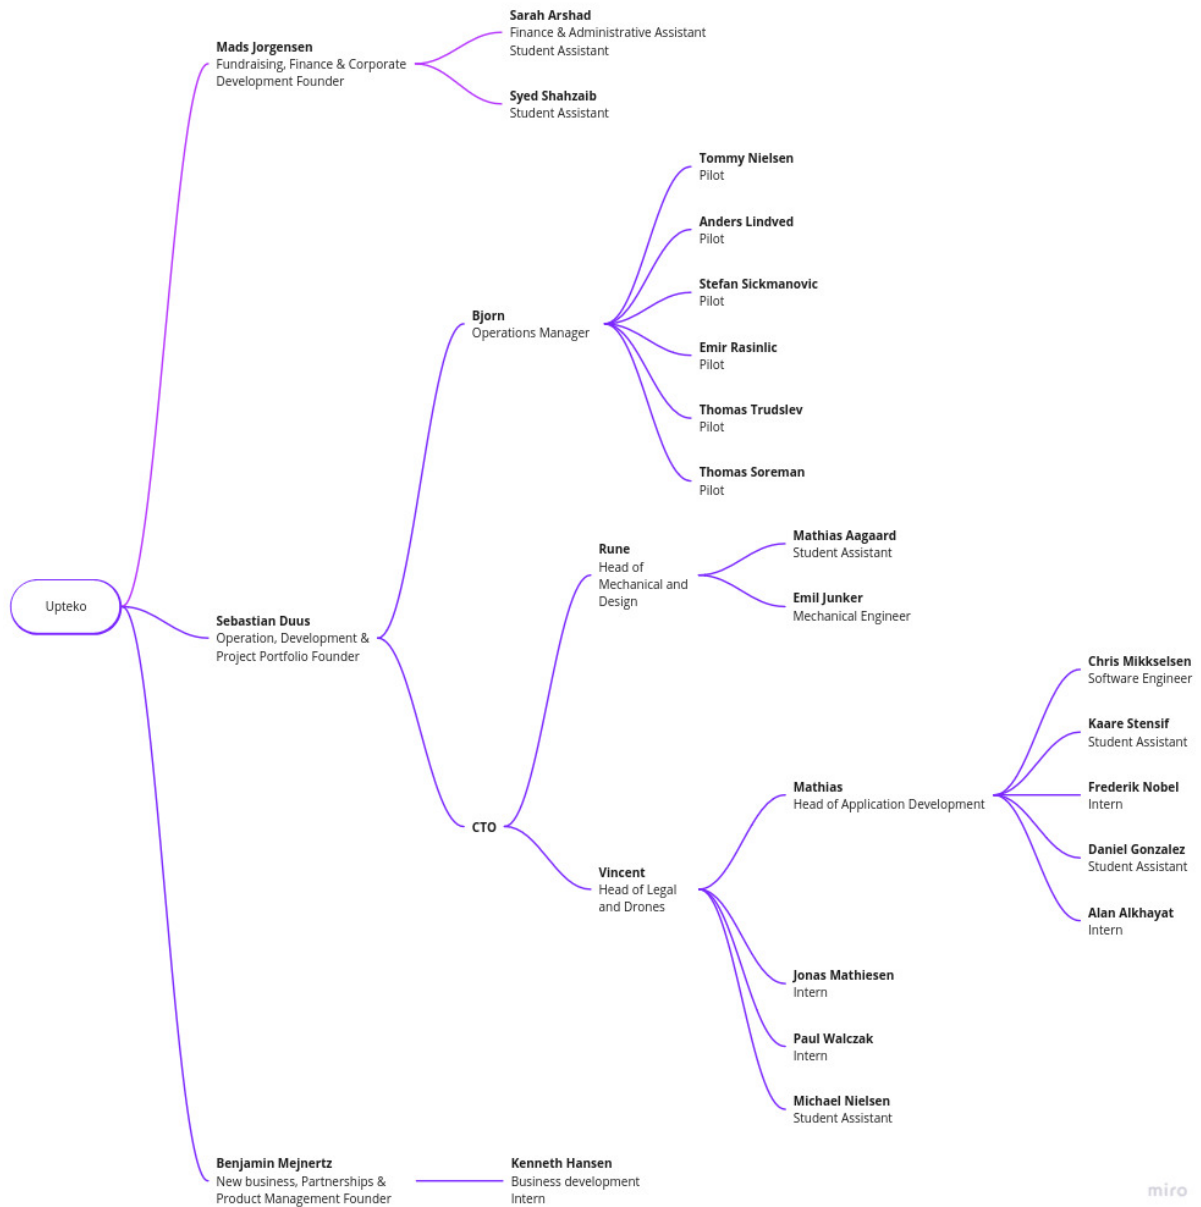 Sarah Arshad
Finance & Administrative Assistant
Student Assistant
Mads Jorgensen
Fundraising, Finance & Corporate
Development Founder
Syed Shahzaib
Student Assistant
Tommy Nielsen
Pilot
Anders Lindved
Pilot
Stefan Sickmanovic
Pilot
Bjorn
Operations Manager
Emir Rasinlic
Pilot
Thomas Trudslev
Pilot
Thomas Soreman
Pilot
Rune
Head of
Mechanical and
Design
Mathias Aagaard
Student Assistant
Emil Junker
Mechanical Engineer
Upteko
Sebastian Duus
Operation, Development &
Project Portfolio Founder
Chris Mikkselsen
Software Engineer
Kaare Stensif
Student Assistant
Mathias
Head of Application Development
Frederik Nobel
Intern
CTO
Daniel Gonzalez
Student Assistant
Vincent
Head of Legal
and Drones
Alan Alkhayat
Intern
Jonas Mathiesen
Intern
Paul Walczak
Intern
Michael Nielsen
Student Assistant
Benjamin Mejnertz
New business, Partnerships &
Product Management Founder
Kenneth Hansen
Business development
Intern
miro